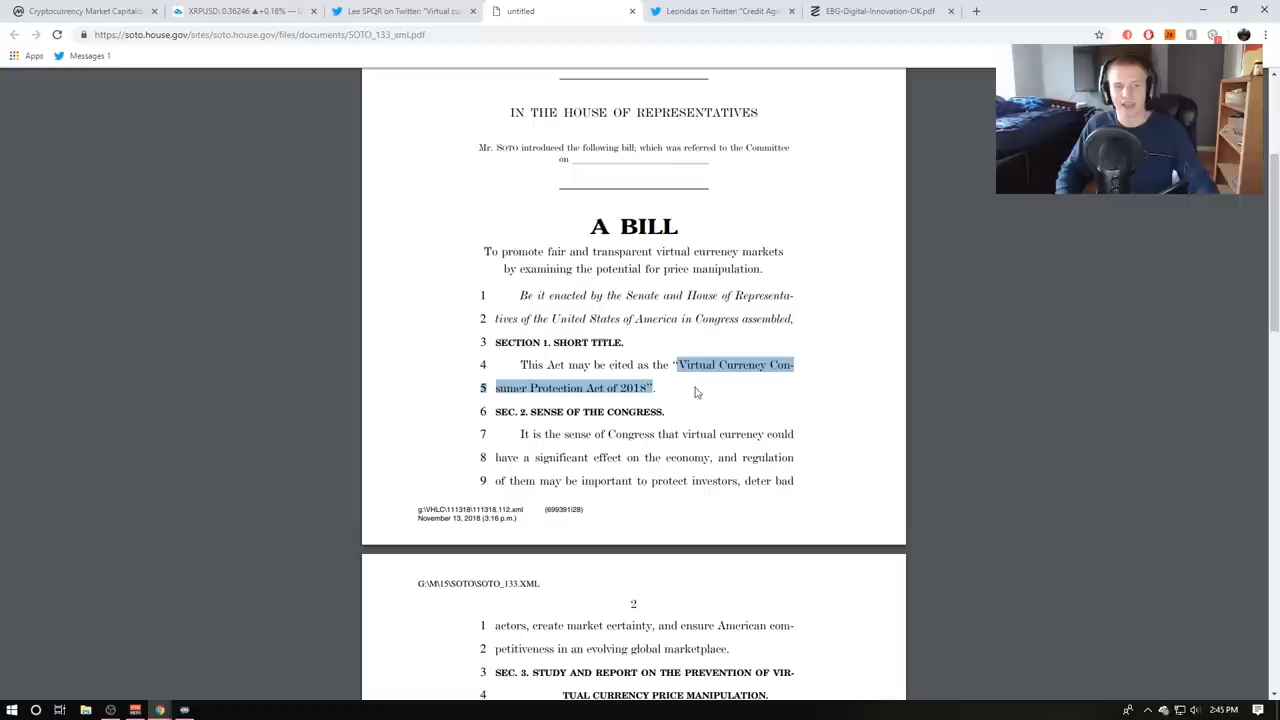 Cryptocurrency Market Capitaliz
XRPUSD: 0.36246 ▲+0.18% — U
Lee SPQR on Twitter: "Credit Agri
Twitter
EBG-Digital-Innovation-OK.pdf
https://soto.house.gov/sites/soto.house.gov/files/documents/SOTO_133_xml.pdf
Apps
Messages 1
IN THE HOUSE OF REPRESENTATIVES
Mr. SOTO introduced the following bill; which was referred to the Committee
on
A BILL
To promote fair and transparent virtual currency markets
by examining the potential for price manipulation.
1 Be it enacted by the Senate and House of Representa-
2 tives of the United States of America in Congress assembled,
3 SECTION 1. SHORT TITLE.
4 This Act may be cited as the “Virtual Currency Con-
5 sumer Protection Act of 2018”.
6 SEC. 2. SENSE OF THE CONGRESS.
7 It is the sense of Congress that virtual currency could
8 have a significant effect on the economy, and regulation
9 of them may be important to protect investors, deter bad
g:\VHLC\111318\111318.112.xml (699391|28)
November 13, 2018 (3:16 p.m.)
G:\M\15\SOTO\SOTO_133.XML
2
1 actors, create market certainty, and ensure American com-
2 petitiveness in an evolving global marketplace.
3 SEC. 3. STUDY AND REPORT ON THE PREVENTION OF VIR-
4 TUAL CURRENCY PRICE MANIPULATION.